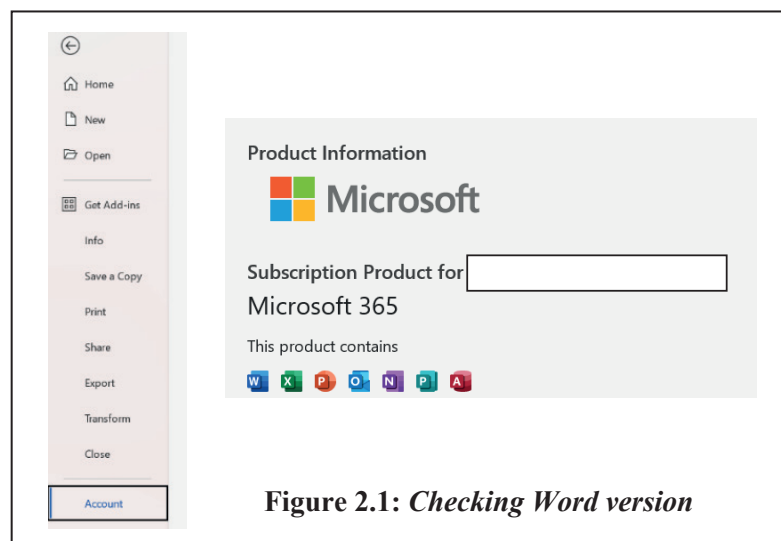 Home
New
Open
Get Add-ins
Info
Save a Copy
Print
Share
Export
Transform
Close
Account
Product Information
Microsoft
Subscription Product for
Microsoft 365
This product contains
W X P O N P A
Figure 2.1: Checking Word version